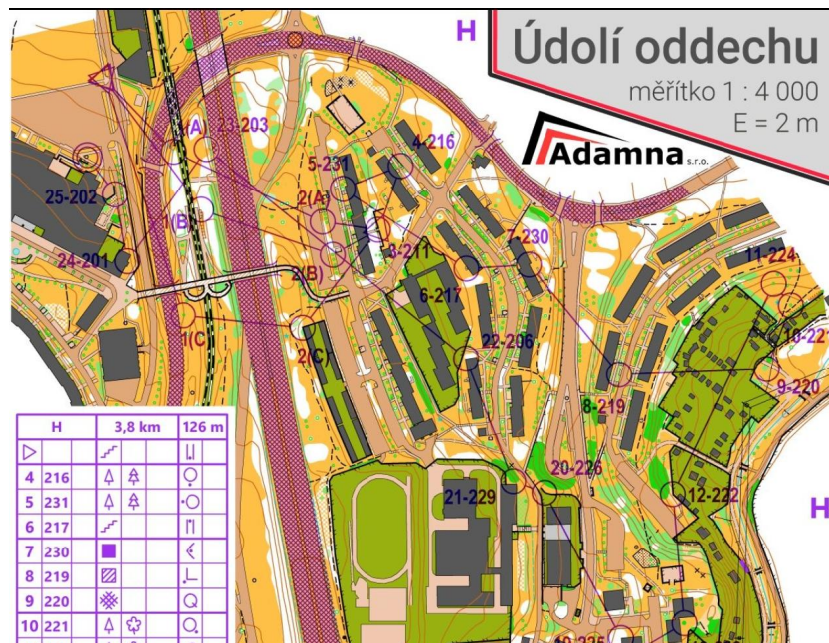 H
Údolí oddechu
měřítko 1 : 4 000
E = 2 m
Adamna s.r.o.
23-203
4-216
5-231
25-202
2(A)
1(B)
3-211
7-230
24-201
2(B)
11-224
6-217
1(C
2(C)
22-206
9-220
8-219
20-226
21-229
12-222
H 3,8 km 126 m
4 216
5 231
6 217
7 230
8 219
9 220
10 221
H